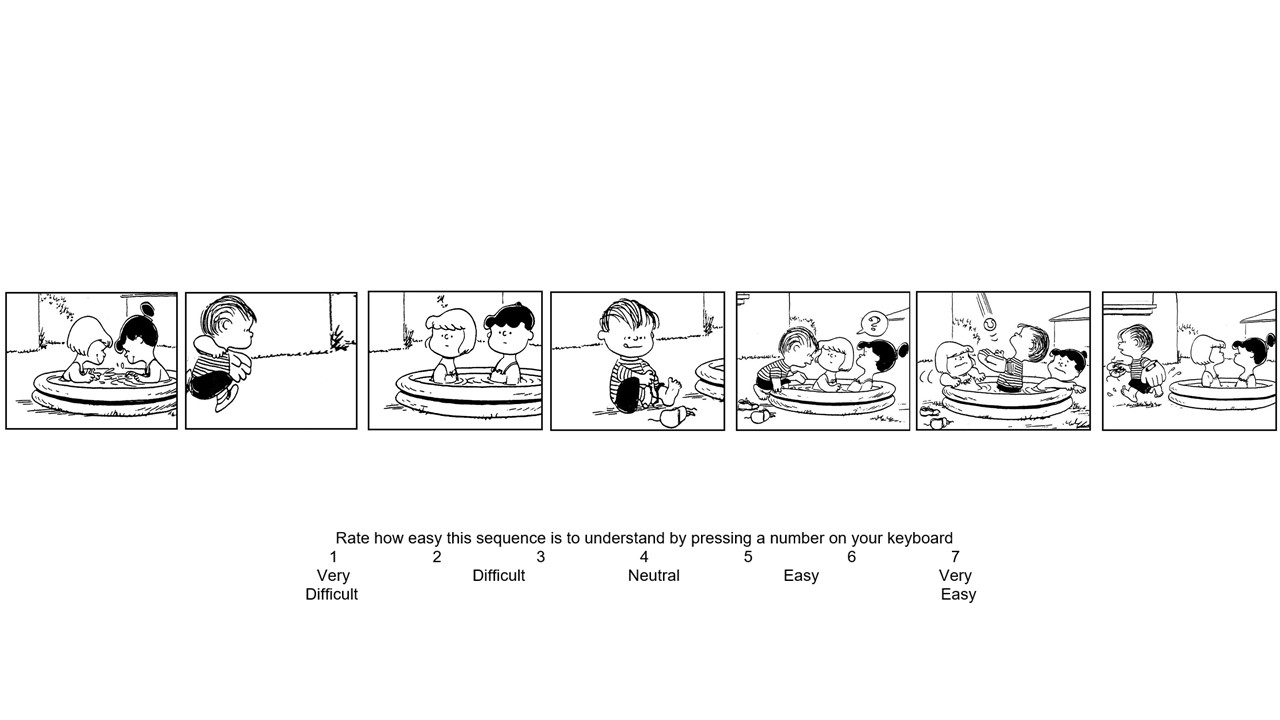 ?
Rate how easy this sequence is to understand by pressing a number on your keyboard
1 2 3 4 5 6 7
Very Difficult Neutral Easy Very
Difficult Easy